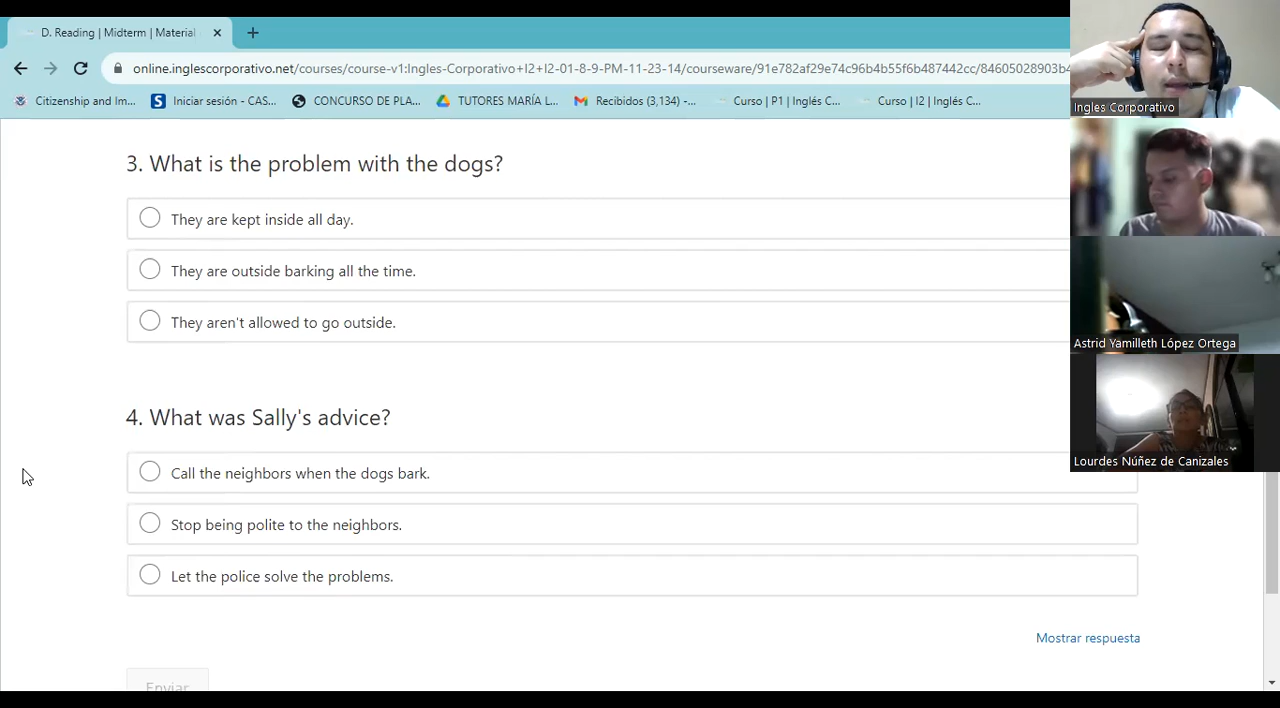 D. Reading | Midterm | Material
online.inglescorporativo.net/courses/course-v1:Ingles-Corporativo+I2+I2-01-8-9-PM-11-23-14/courseware/91e782af29e74c96b4b55f6b487442cc/84605028903b4
Citizenship and Im...
Iniciar sesión - CAS...
CONCURSO DE PLA...
TUTORES MARÍA L...
Recibidos (3,134) -...
Curso | P1 | Inglés C...
Curso | I2 | Inglés C...
Ingles Corporativo
3. What is the problem with the dogs?
They are kept inside all day.
They are outside barking all the time.
They aren't allowed to go outside.
Astrid Yamilleth López Ortega
4. What was Sally's advice?
Lourdes Núñez de Canizales
Call the neighbors when the dogs bark.
Stop being polite to the neighbors.
Let the police solve the problems.
Mostrar respuesta
Enviar